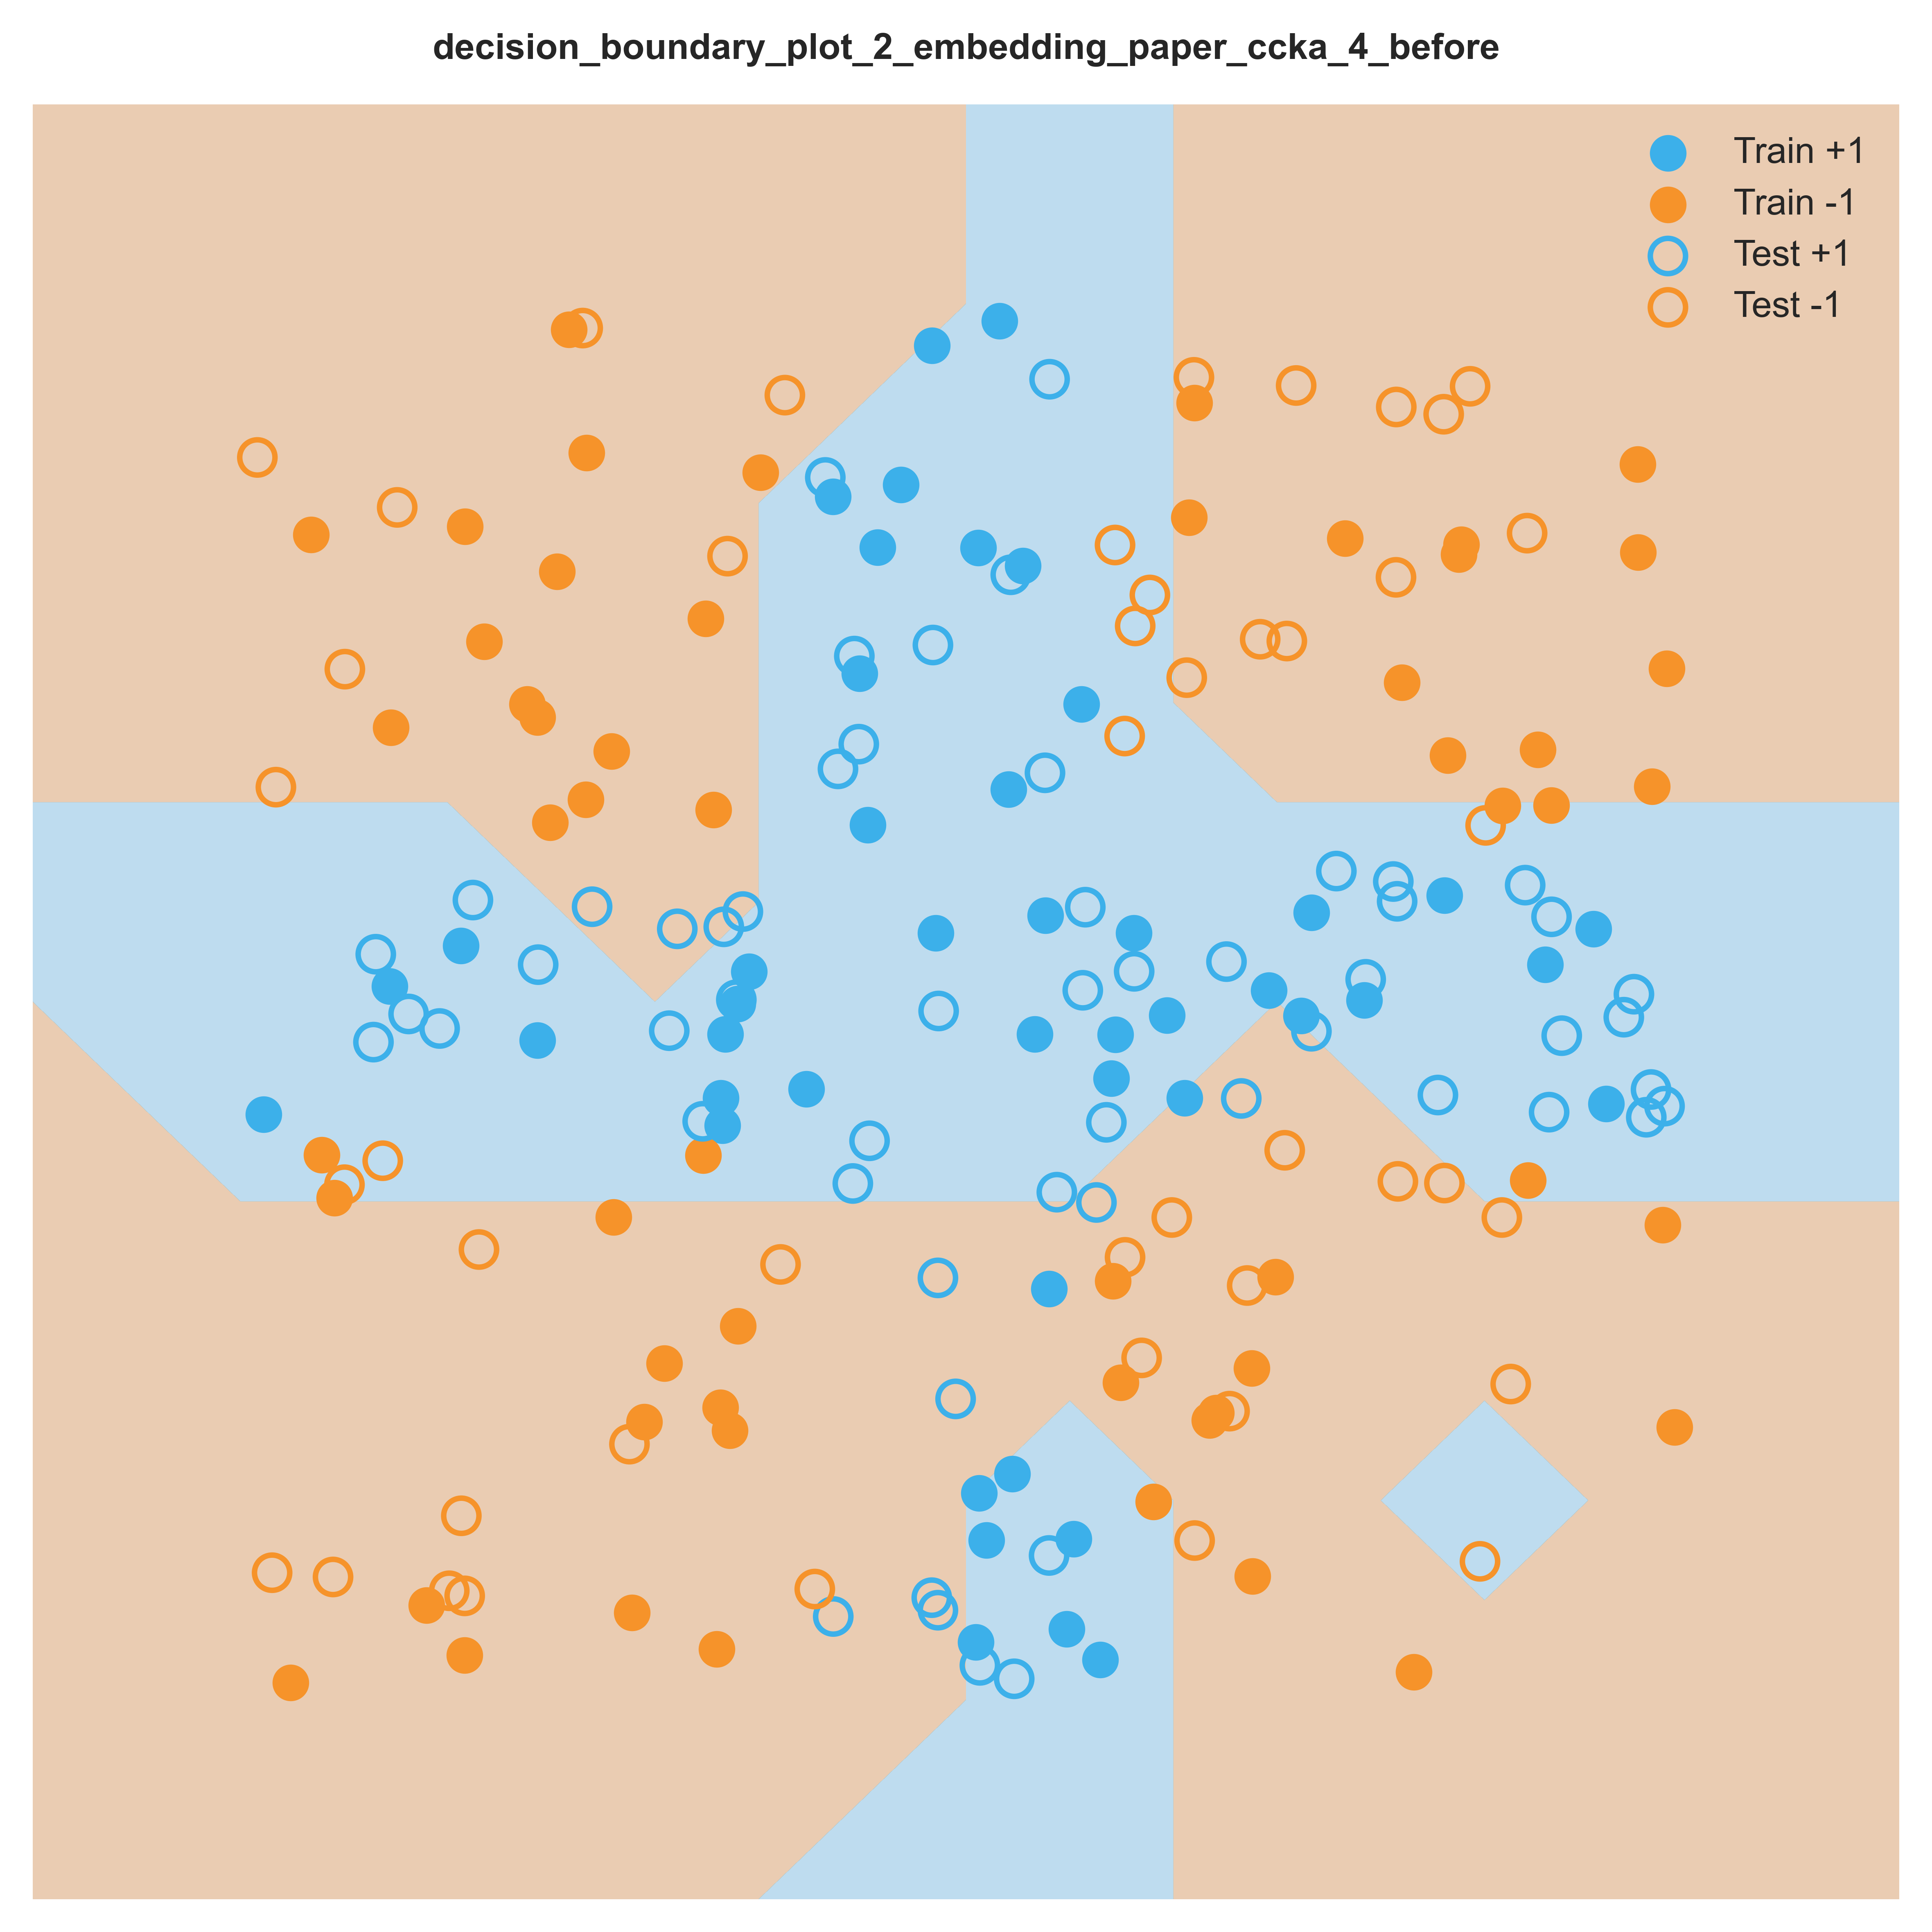 decision_boundary_plot_2_embedding_paper_ccka_4_before
Train +1
Train -1
Test +1
Test -1